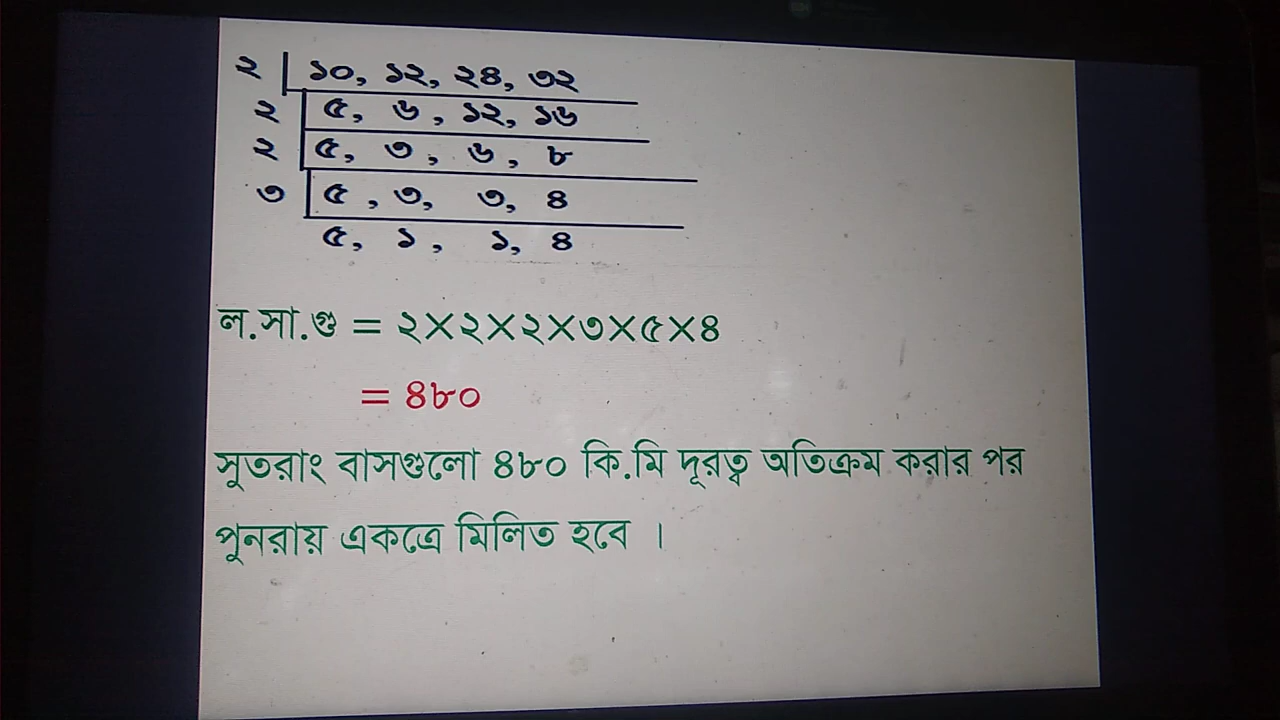 ২ ১০, ১২, ২৪, ৩২
২ ৫, ৬, ১২, ১৬
২ ৫, ৩, ৬, ৮
৩ ৫, ৩, ৩, ৪
৫, ১, ১, ৪
ল.সা.গু = ২×২×২×৩×৫×৪
= ৪৮০
সুতরাং বাসগুলো ৪৮০ কি.মি দূরত্ব অতিক্রম করার পর
পুনরায় একত্রে মিলিত হবে ।